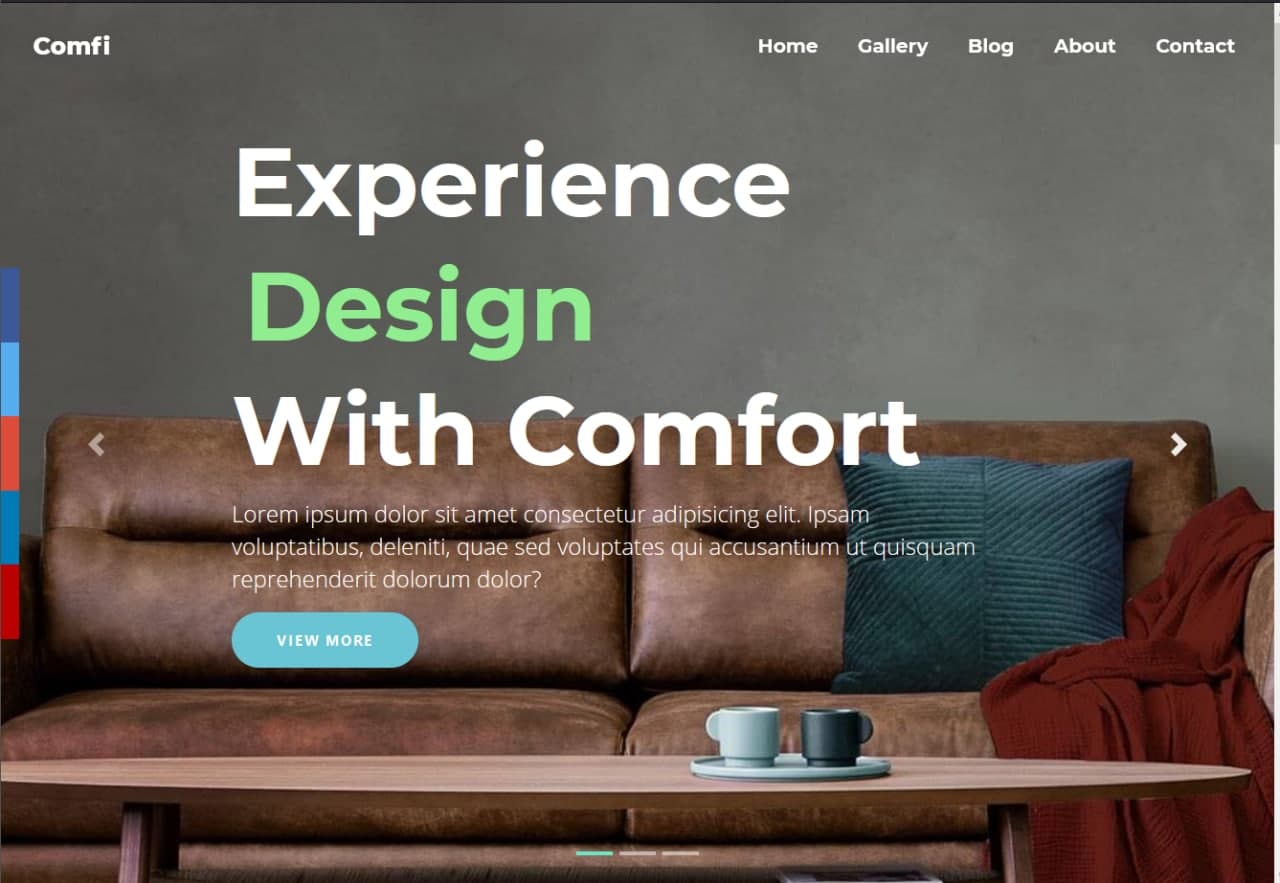 Comfi
Home Gallery Blog About Contact
Experience
Design
With Comfort
Lorem ipsum dolor sit amet consectetur adipisicing elit. Ipsam
voluptatibus, deleniti, quae sed voluptates qui accusantium ut quisquam
reprehenderit dolorum dolor?
VIEW MORE